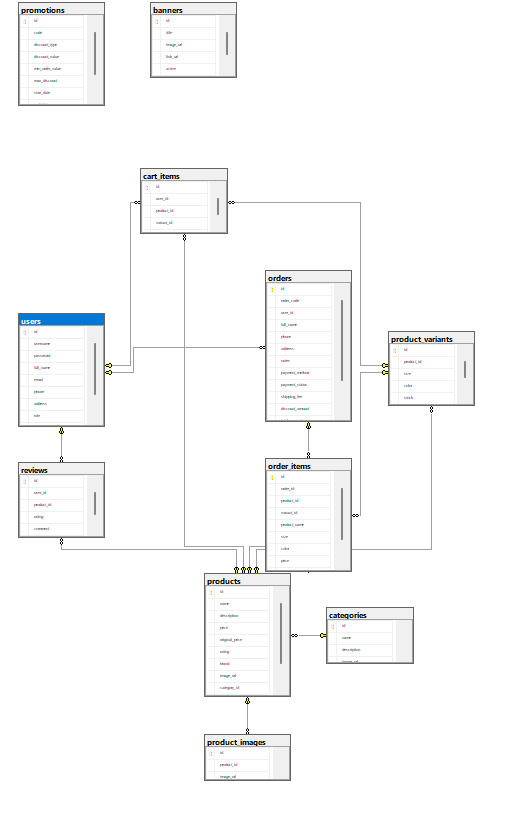 promotions
id
code
discount_type
discount_value
min_order_value
max_discount
start_date
banners
id
title
image_url
link_url
active
cart_items
id
user_id
product_id
variant_id
orders
id
order_code
user_id
full_name
phone
address
notes
payment_method
payment_status
shipping_fee
discount_amount
users
id
username
password
full_name
email
phone
address
role
product_variants
id
product_id
size
color
stock
reviews
id
user_id
product_id
rating
comment
order_items
id
order_id
product_id
variant_id
product_name
size
color
price
products
id
name
description
price
original_price
rating
brand
image_url
category_id
categories
id
name
description
image_url
product_images
id
product_id
image_url